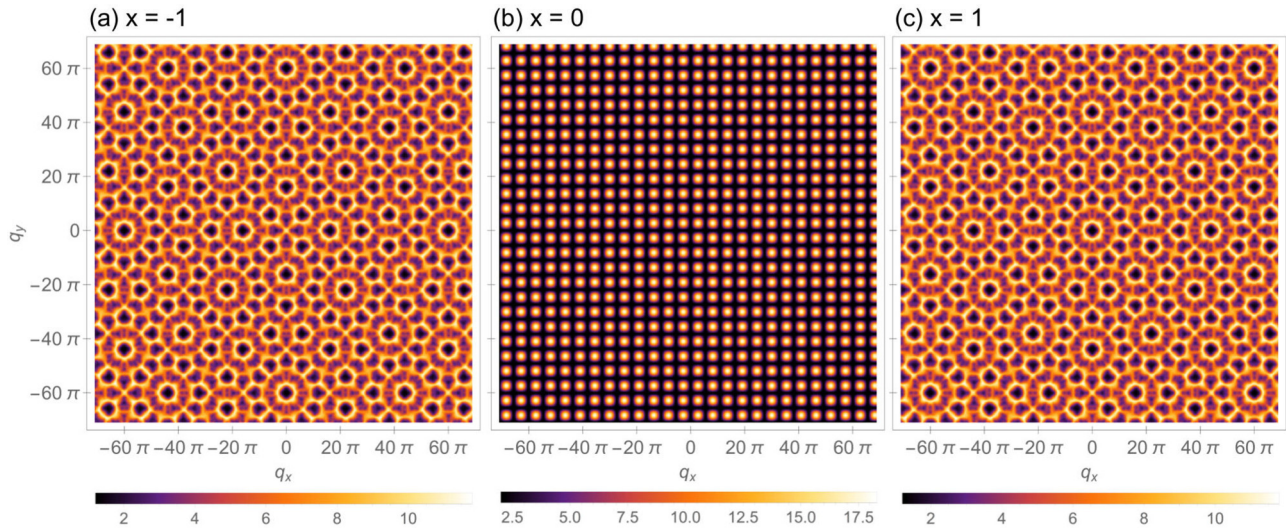 (a) x = -1
(b) x = 0
(c) x = 1
60 π
40 π
20 π
0
−20 π
−40 π
−60 π
q_y
−60 π −40 π −20 π 0 20 π 40 π 60 π
−60 π −40 π −20 π 0 20 π 40 π 60 π
−60 π −40 π −20 π 0 20 π 40 π 60 π
q_x
q_x
q_x
2 4 6 8 10
2.5 5.0 7.5 10.0 12.5 15.0 17.5
2 4 6 8 10